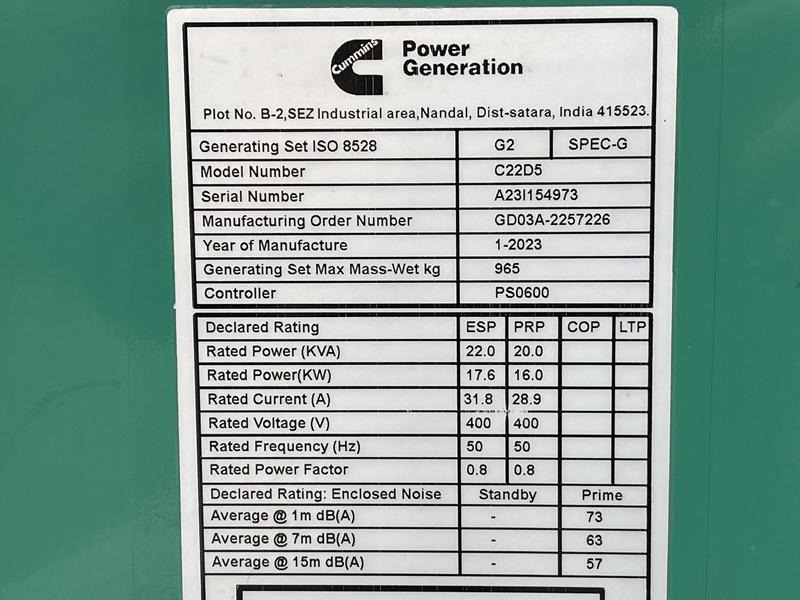 Cummins
Power
Generation
Plot No. B-2,SEZ Industrial area,Nandal, Dist-satara, India 415523.
Generating Set ISO 8528 G2 SPEC-G
Model Number C22D5
Serial Number A23I154973
Manufacturing Order Number GD03A-2257226
Year of Manufacture 1-2023
Generating Set Max Mass-Wet kg 965
Controller PS0600
Declared Rating ESP PRP COP LTP
Rated Power (KVA) 22.0 20.0
Rated Power(KW) 17.6 16.0
Rated Current (A) 31.8 28.9
Rated Voltage (V) 400 400
Rated Frequency (Hz) 50 50
Rated Power Factor 0.8 0.8
Declared Rating: Enclosed Noise Standby Prime
Average @ 1m dB(A) - 73
Average @ 7m dB(A) - 63
Average @ 15m dB(A) - 57